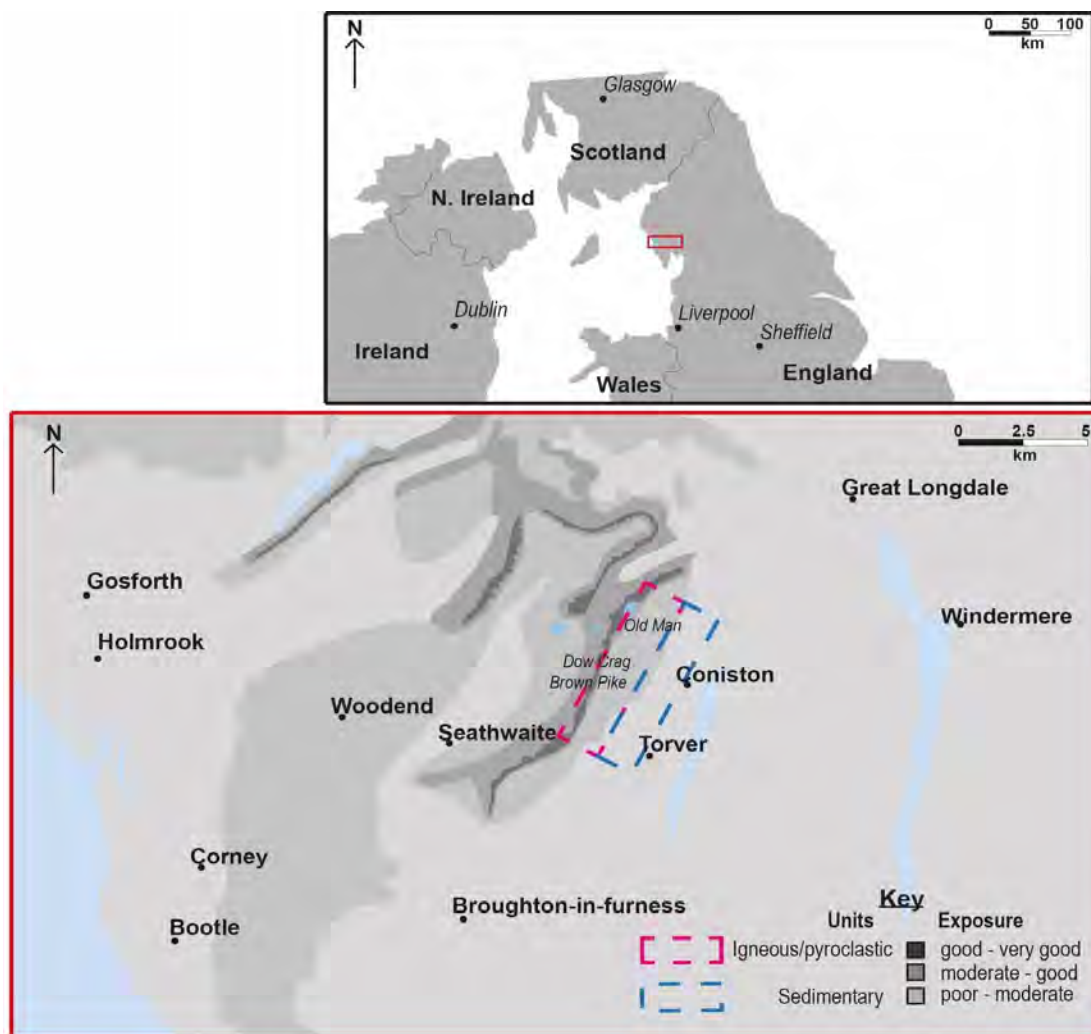 N
0 50 100
km
Glasgow
Scotland
N. Ireland
Dublin
Liverpool
Sheffield
Ireland
England
Wales
N
0 2.5 5
km
Great Longdale
Gosforth
Windermere
Old Man
Holmrook
Dow Crag
Coniston
Brown Pike
Woodend
Seathwaite
Torver
Corney
Broughton-in-furness
Bootle
Key
Units Exposure
Igneous/pyroclastic good - very good
moderate - good
Sedimentary poor - moderate